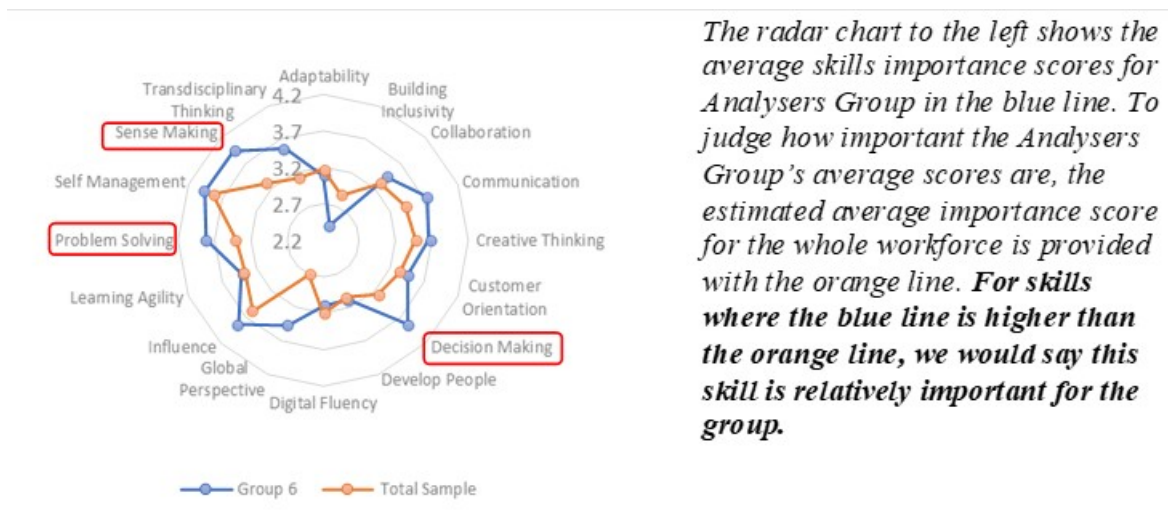 Adaptability
Transdisciplinary
Thinking
Building
Inclusivity
4.2
Sense Making
Collaboration
3.7
3.2
Self Management
Communication
2.7
Problem Solving
2.2
Creative Thinking
Learning Agility
Customer
Orientation
Influence
Decision Making
Global
Perspective
Develop People
Digital Fluency
Group 6
Total Sample
The radar chart to the left shows the
average skills importance scores for
Analysers Group in the blue line. To
judge how important the Analysers
Group's average scores are, the
estimated average importance score
for the whole workforce is provided
with the orange line. For skills
where the blue line is higher than
the orange line, we would say this
skill is relatively important for the
group.